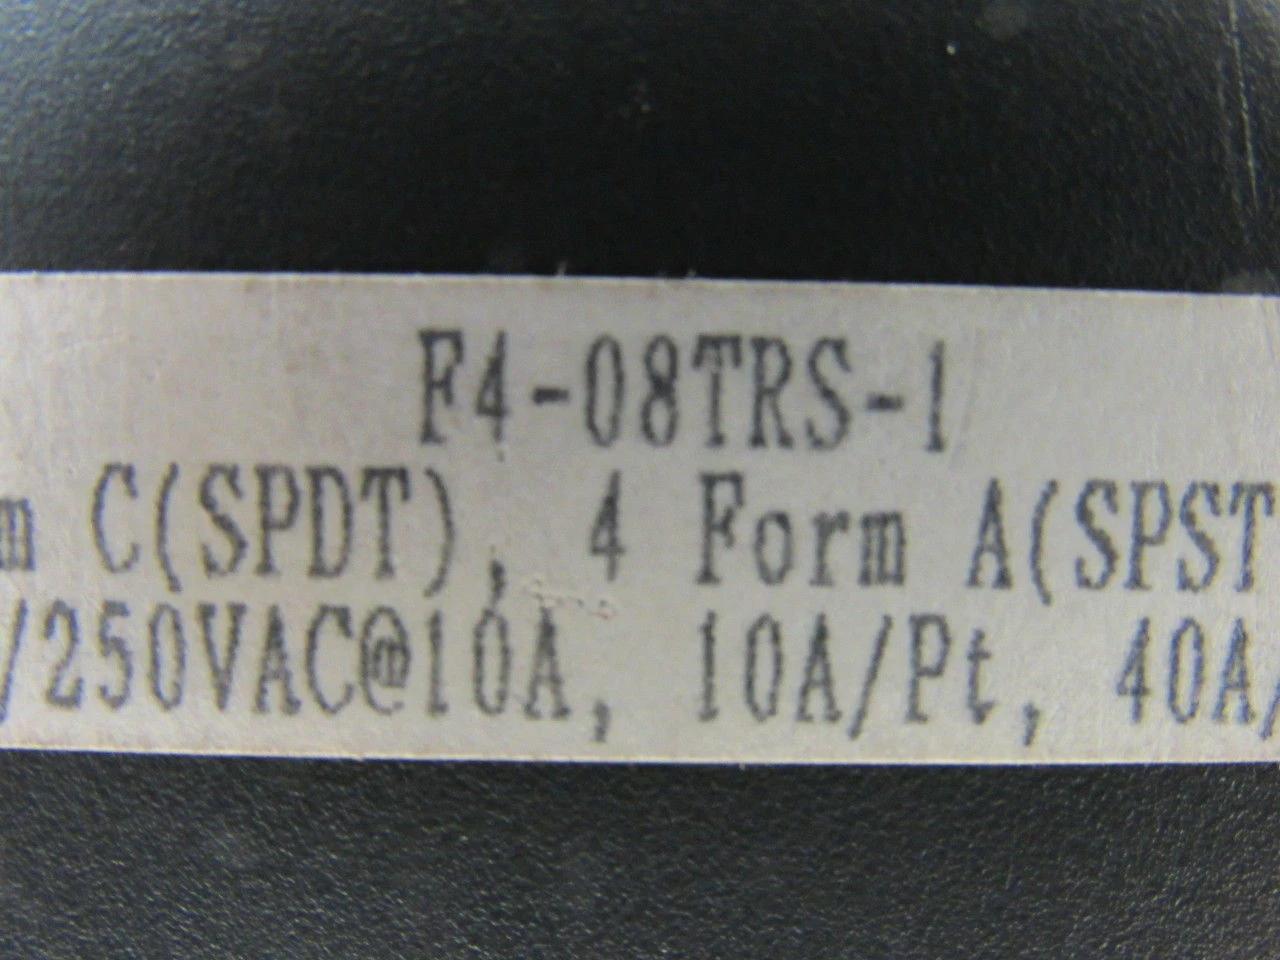 F4-08TRS-1
m C(SPDT), 4 Form A(SPST
/250VAC@10A, 10A/Pt, 40A/